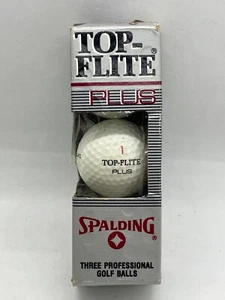 TOP-
FLITE®
PLUS
1
TOP-FLITE
PLUS
SPALDING®
THREE PROFESSIONAL
GOLF BALLS